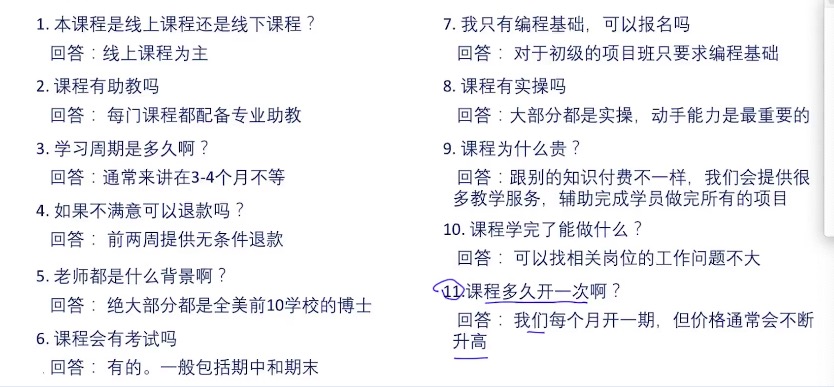 1. 本课程是线上课程还是线下课程？
回答：线上课程为主
2. 课程有助教吗
回答：每门课程都配备专业助教
3. 学习周期是多久啊？
回答：通常来讲在3-4个月不等
4. 如果不满意可以退款吗？
回答：前两周提供无条件退款
5. 老师都是什么背景啊？
回答：绝大部分都是全美前10学校的博士
6. 课程会有考试吗
回答：有的。一般包括期中和期末
7. 我只有编程基础，可以报名吗
回答：对于初级的项目班只要求编程基础
8. 课程有实操吗
回答：大部分都是实操，动手能力是最重要的
9. 课程为什么贵？
回答：跟别的知识付费不一样，我们会提供很
多教学服务，辅助完成学员做完所有的项目
10. 课程学完了能做什么？
回答：可以找相关岗位的工作问题不大
11.课程多久开一次啊？
回答：我们每个月开一期，但价格通常会不断
升高